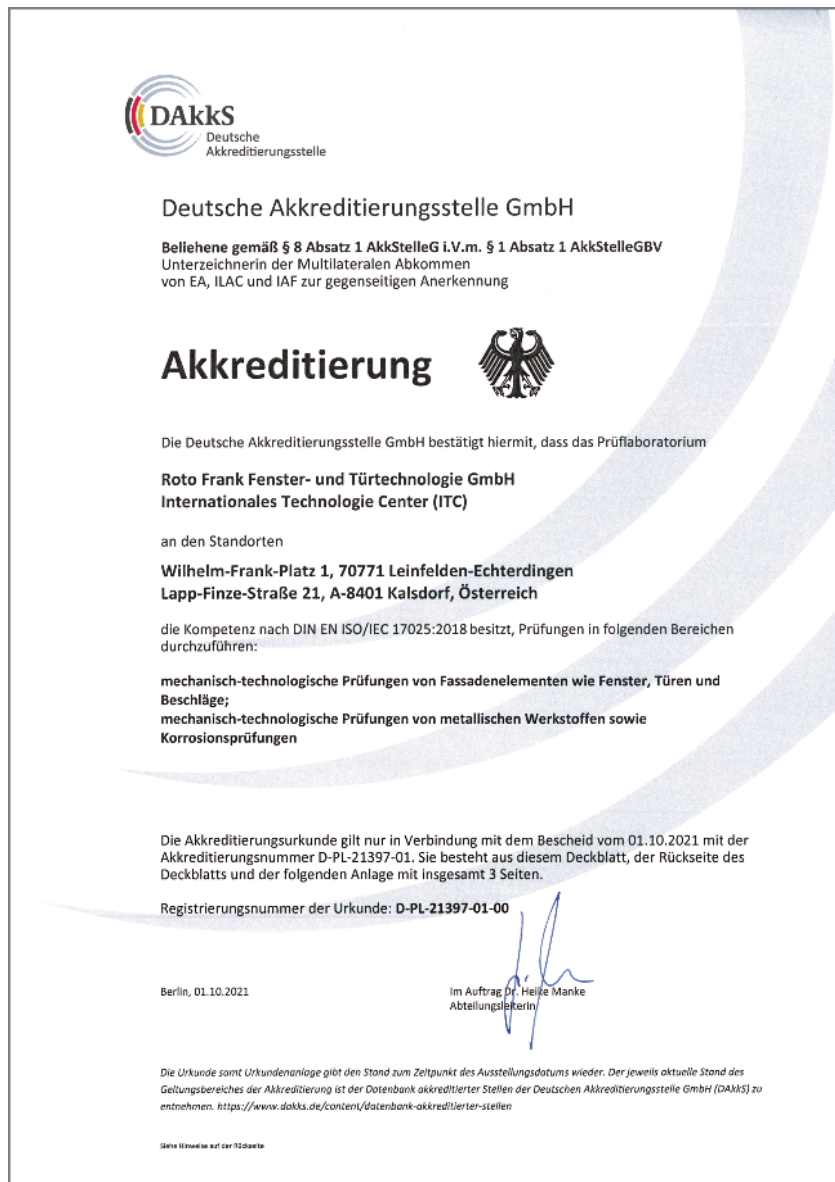 DAkkS
Deutsche
Akkreditierungsstelle
Deutsche Akkreditierungsstelle GmbH
Beliehene gemäß § 8 Absatz 1 AkkStelleG i.V.m. § 1 Absatz 1 AkkStelleGBV
Unterzeichnerin der Multilateralen Abkommen
von EA, ILAC und IAF zur gegenseitigen Anerkennung
Akkreditierung
Die Deutsche Akkreditierungsstelle GmbH bestätigt hiermit, dass das Prüflaboratorium
Roto Frank Fenster- und Türtechnologie GmbH
Internationales Technologie Center (ITC)
an den Standorten
Wilhelm-Frank-Platz 1, 70771 Leinfelden-Echterdingen
Lapp-Finze-Straße 21, A-8401 Kalsdorf, Österreich
die Kompetenz nach DIN EN ISO/IEC 17025:2018 besitzt, Prüfungen in folgenden Bereichen
durchzuführen:
mechanisch-technologische Prüfungen von Fassadenelementen wie Fenster, Türen und
Beschläge;
mechanisch-technologische Prüfungen von metallischen Werkstoffen sowie
Korrosionsprüfungen
Die Akkreditierungsurkunde gilt nur in Verbindung mit dem Bescheid vom 01.10.2021 mit der
Akkreditierungsnummer D-PL-21397-01. Sie besteht aus diesem Deckblatt, der Rückseite des
Deckblatts und der folgenden Anlage mit insgesamt 3 Seiten.
Registrierungsnummer der Urkunde: D-PL-21397-01-00
Berlin, 01.10.2021
Im Auftrag Dr. Heike Manke
Abteilungsleiterin
Die Urkunde samt Urkundenanlage gibt den Stand zum Zeitpunkt des Ausstellungsdatums wieder. Der jeweils aktuelle Stand des
Geltungsbereiches der Akkreditierung ist der Datenbank akkreditierter Stellen der Deutschen Akkreditierungsstelle GmbH (DAkkS) zu
entnehmen. https://www.dakks.de/content/datenbank-akkreditierter-stellen
Siehe Hinweise auf der Rückseite